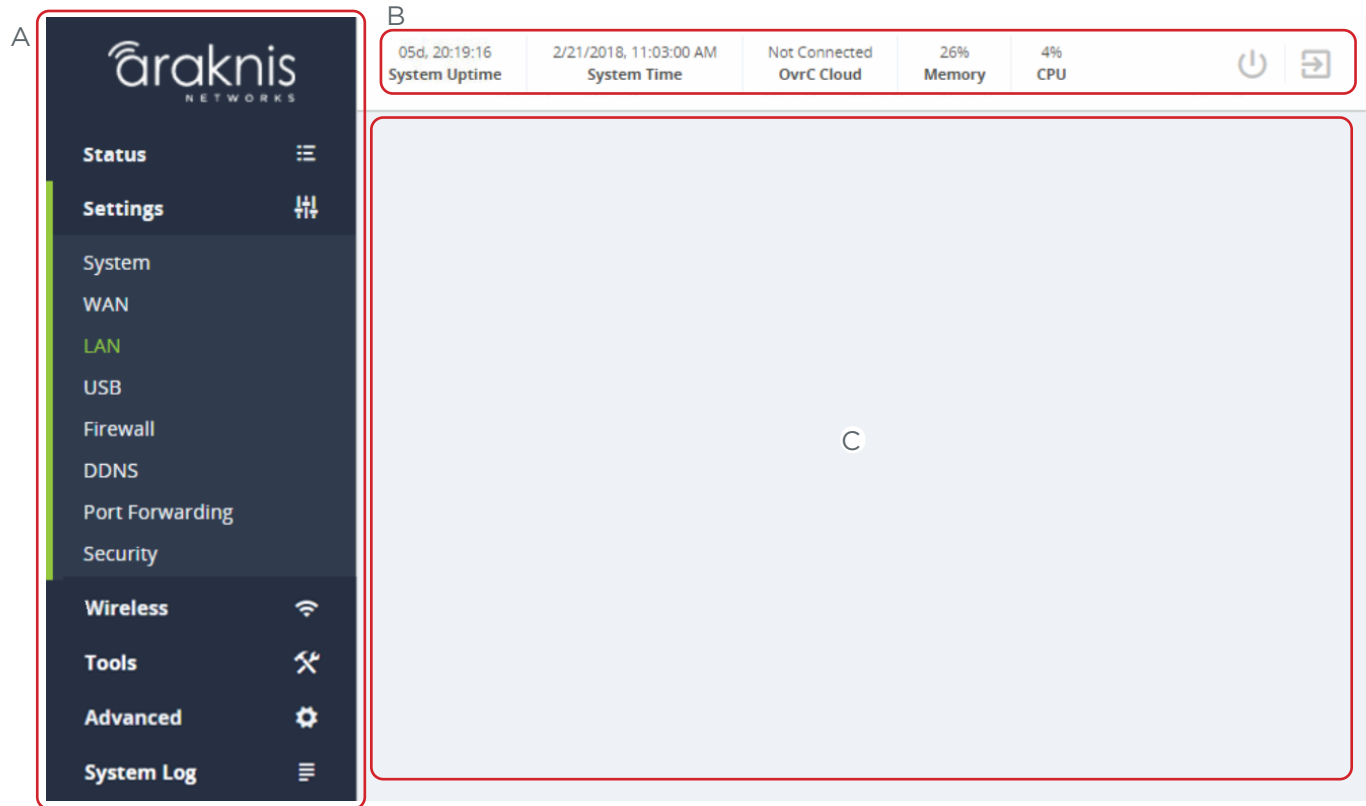 A
B
araknis
NETWORKS
05d, 20:19:16
System Uptime
2/21/2018, 11:03:00 AM
System Time
Not Connected
OvrC Cloud
26%
Memory
4%
CPU
Status
Settings
System
WAN
LAN
USB
Firewall
DDNS
Port Forwarding
Security
Wireless
Tools
Advanced
System Log
C